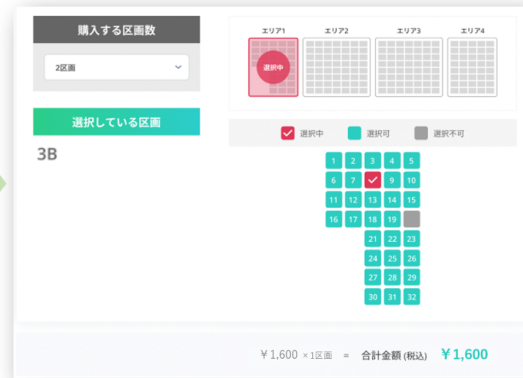 購入する区画数
2区画
選択している区画
3B
エリア1 エリア2 エリア3 エリア4
選択中
選択中 選択可 選択不可
1 2 3 4 5
6 7 9 10
11 12 13 14 15
16 17 18 19
21 22 23
24 25 26
27 28 29
30 31 32
¥1,600 ×1区画 = 合計金額 (税込) ¥1,600